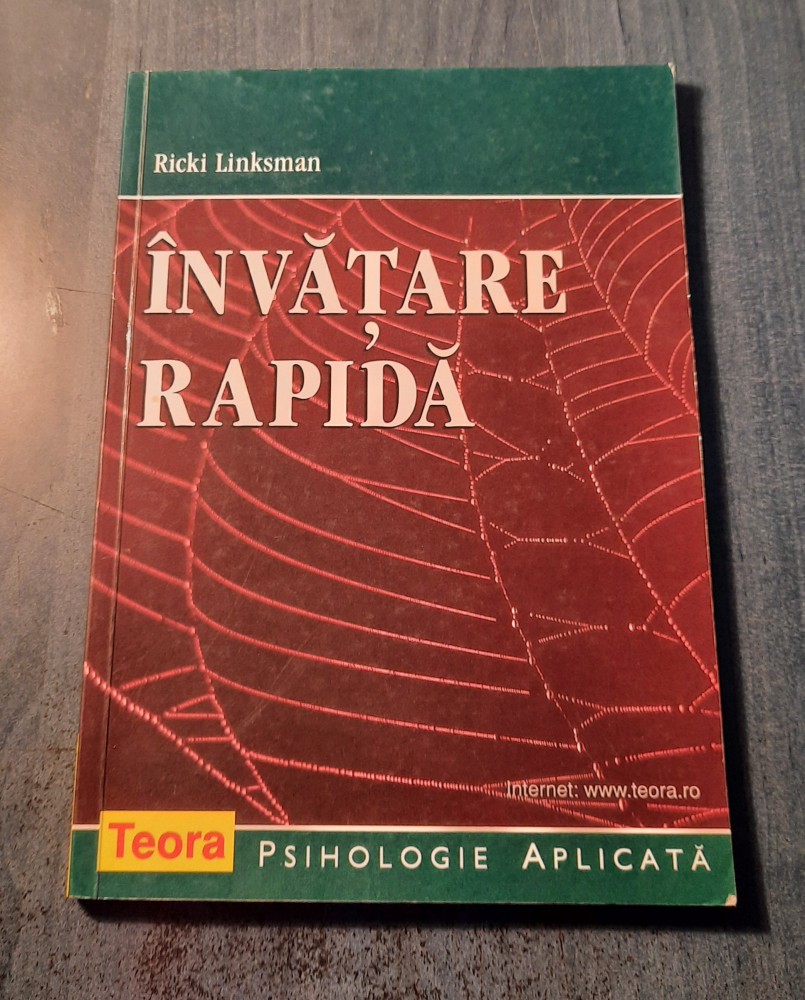 Ricki Linksman
ÎNVĂȚARE
RAPIDĂ
Internet: www.teora.ro
Teora
PSIHOLOGIE APLICATĂ